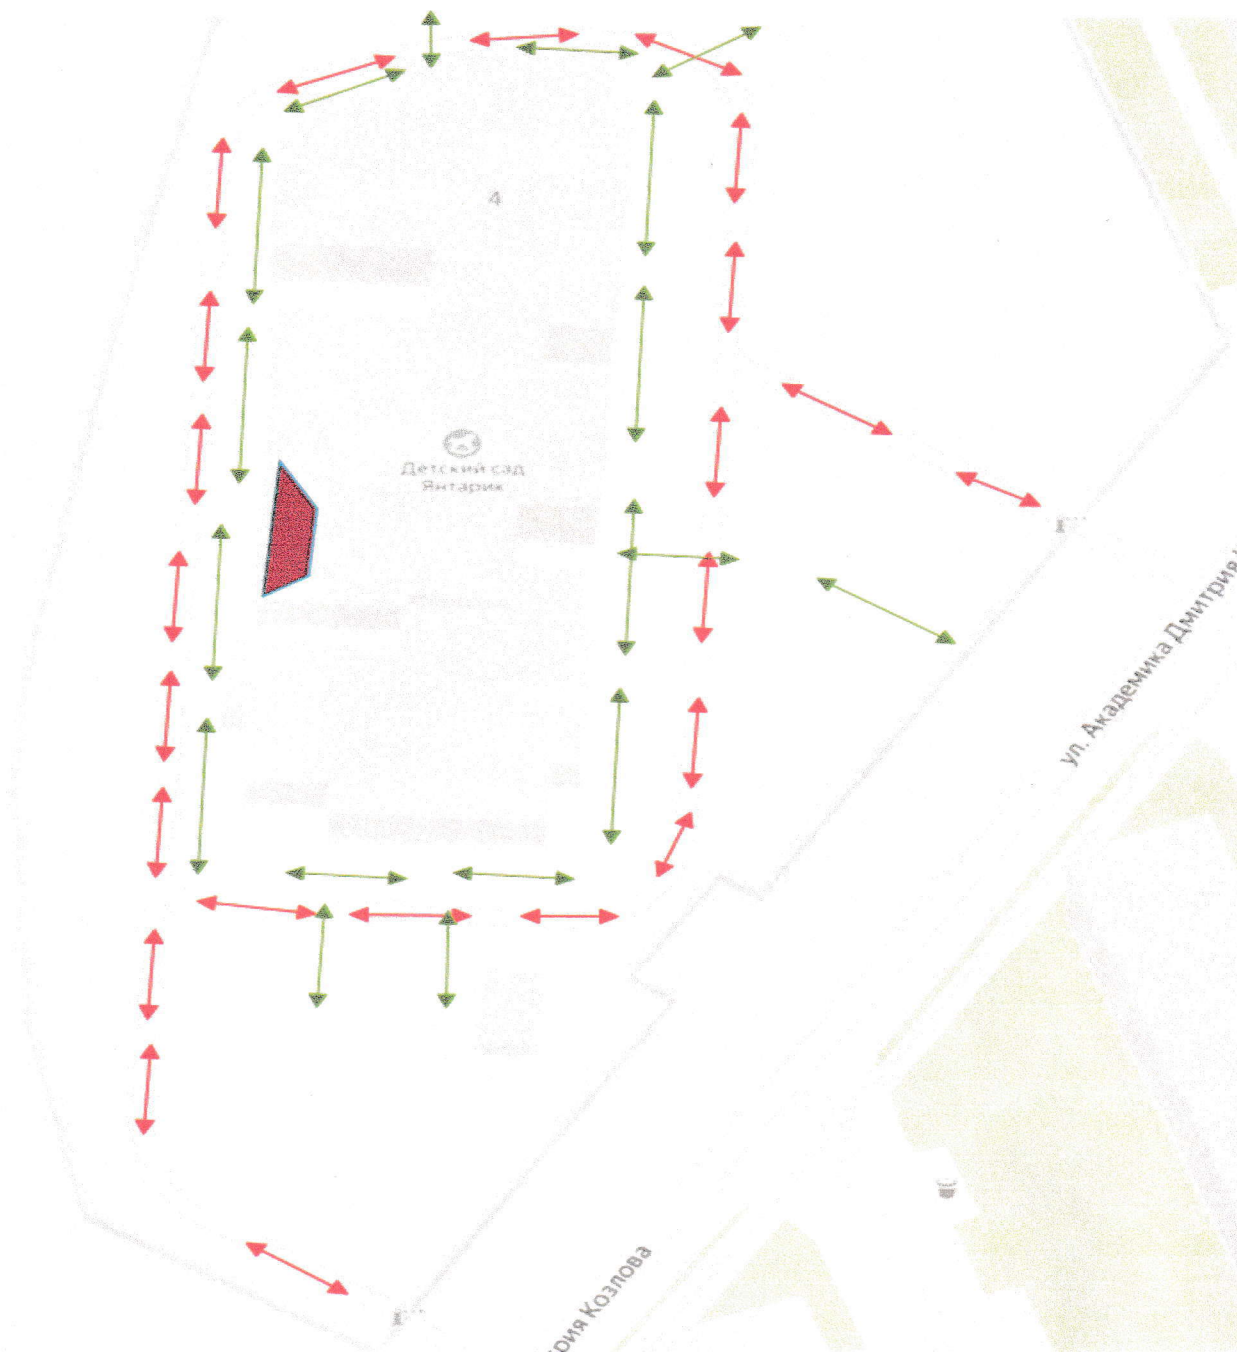 4
Детский сад
Янтарик
ул. Академика Дмитрия
рия Козлова